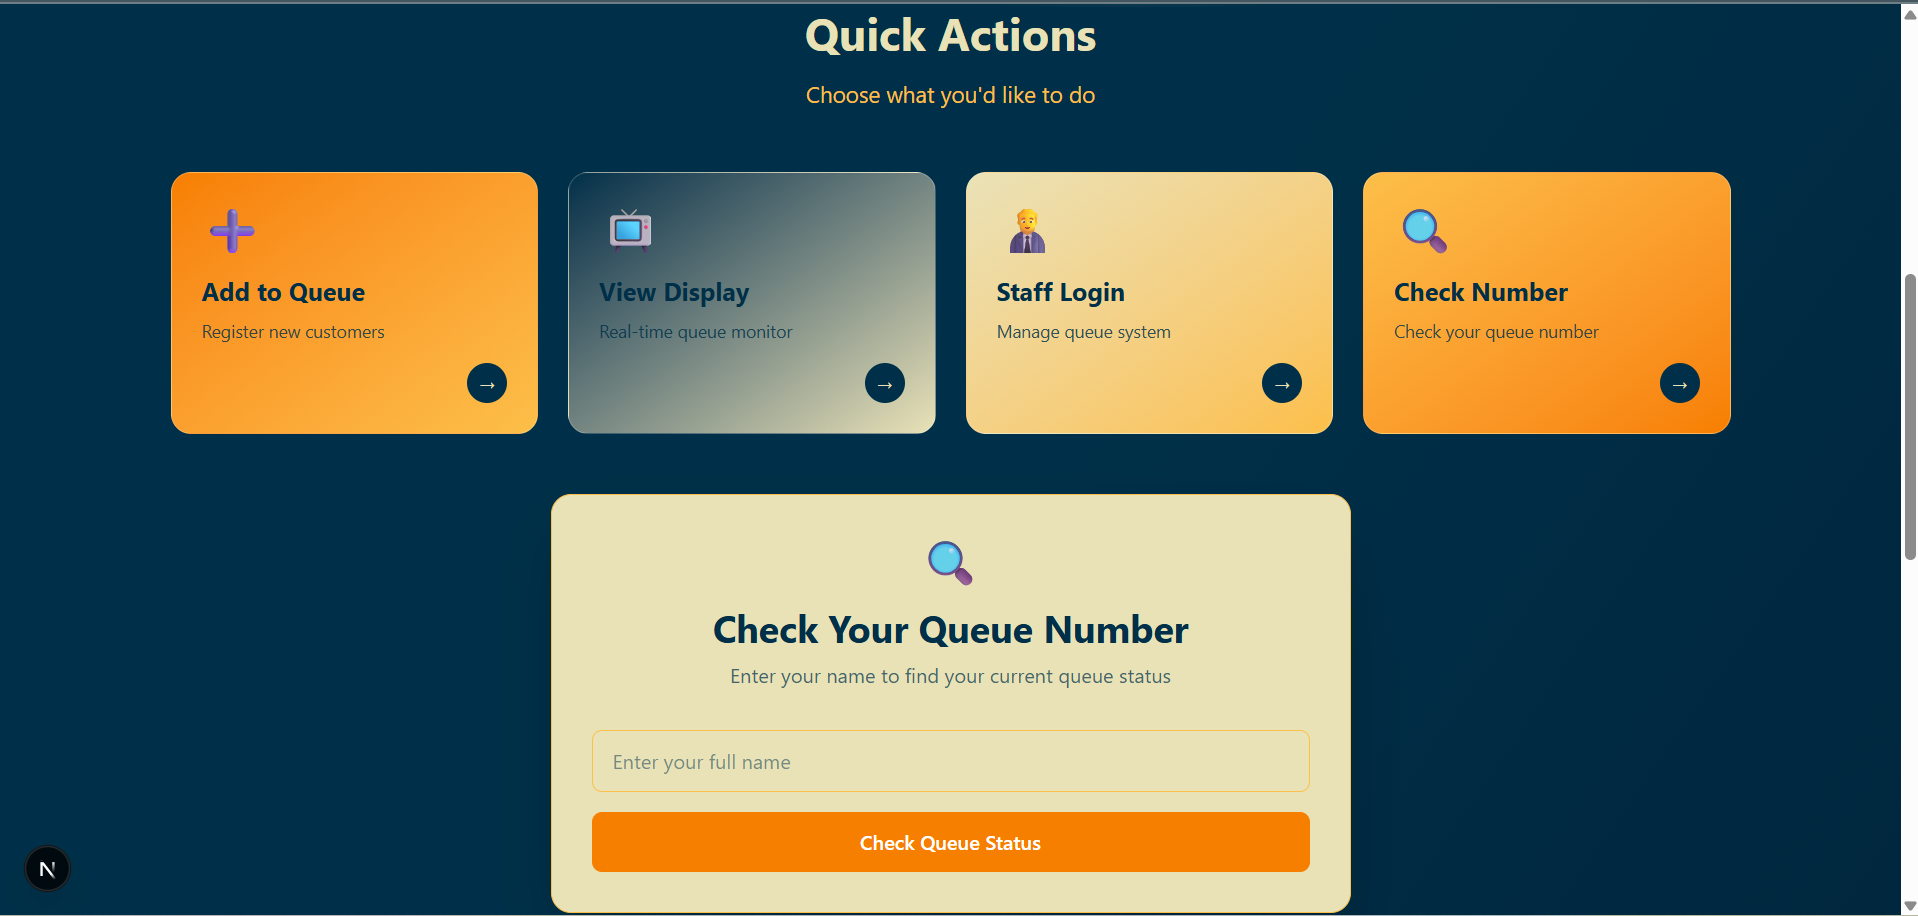 Quick Actions
Choose what you'd like to do
Add to Queue
Register new customers
→
View Display
Real-time queue monitor
→
Staff Login
Manage queue system
→
Check Number
Check your queue number
→
Check Your Queue Number
Enter your name to find your current queue status
Enter your full name
Check Queue Status
N